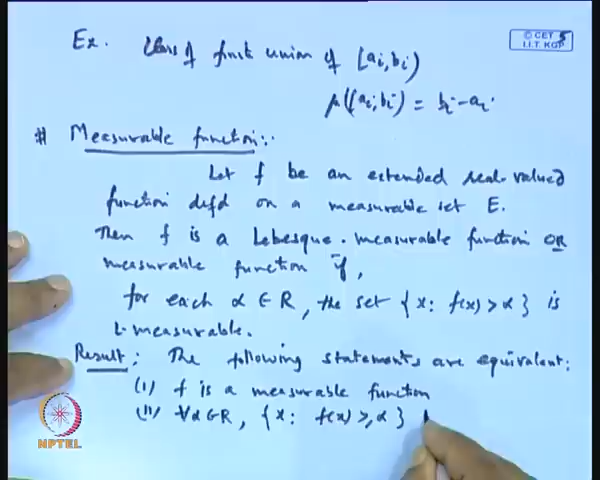 Ex. Class of finite union of [ai, bi)
© CET
I.I.T. KGP
μ([ai, bi)) = bi - ai
# Measurable function:
Let f be an extended real valued
function defd on a measurable set E.
Then f is a Lebesgue-measurable function OR
measurable function if,
for each α ∈ R, the set {x: f(x) > α} is
L-measurable.
Result: The following statements are equivalent:
(i) f is a measurable function
(ii) ∀α∈R, {x: f(x) ≥ α}
NPTEL